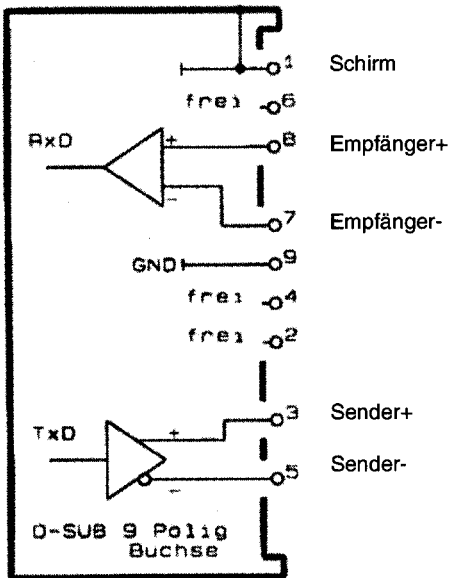 1 Schirm
frei 6
RxD + 8 Empfänger+
- 7 Empfänger-
GND 9
frei 4
frei 2
TxD + 3 Sender+
- 5 Sender-
D-SUB 9 Polig
Buchse